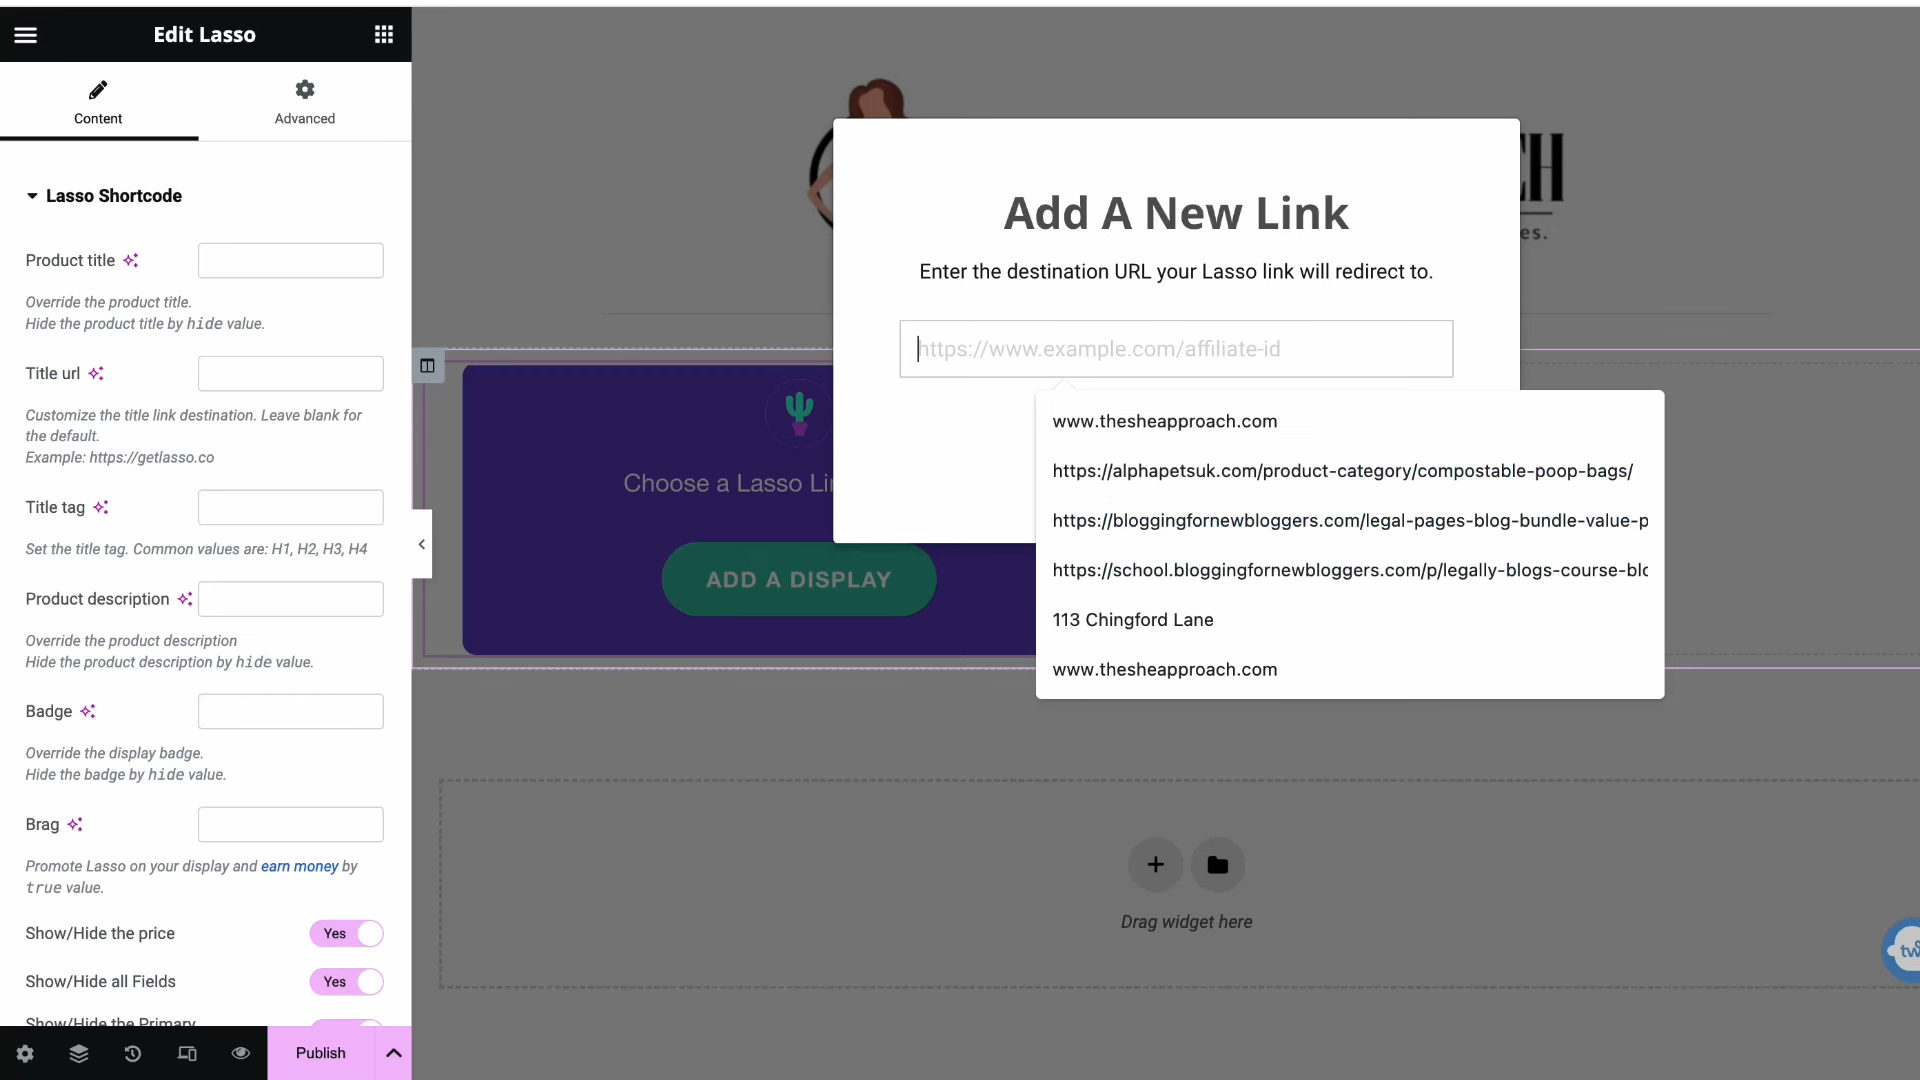 Edit Lasso
Content
Advanced
Lasso Shortcode
Product title
Override the product title.
Hide the product title by hide value.
Title url
Customize the title link destination. Leave blank for
the default.
Example: https://getlasso.co
Title tag
Set the title tag. Common values are: H1, H2, H3, H4
Product description
Override the product description
Hide the product description by hide value.
Badge
Override the display badge.
Hide the badge by hide value.
Brag
Promote Lasso on your display and earn money by
true value.
Show/Hide the price
Yes
Show/Hide all Fields
Yes
Show/Hide the Primary
Publish
CH
es.
Add A New Link
Enter the destination URL your Lasso link will redirect to.
https://www.example.com/affiliate-id
www.thesheapproach.com
https://alphapetsuk.com/product-category/compostable-poop-bags/
https://bloggingfornewbloggers.com/legal-pages-blog-bundle-value-p
https://school.bloggingfornewbloggers.com/p/legally-blogs-course-blo
113 Chingford Lane
www.thesheapproach.com
Choose a Lasso Lin
ADD A DISPLAY
Drag widget here